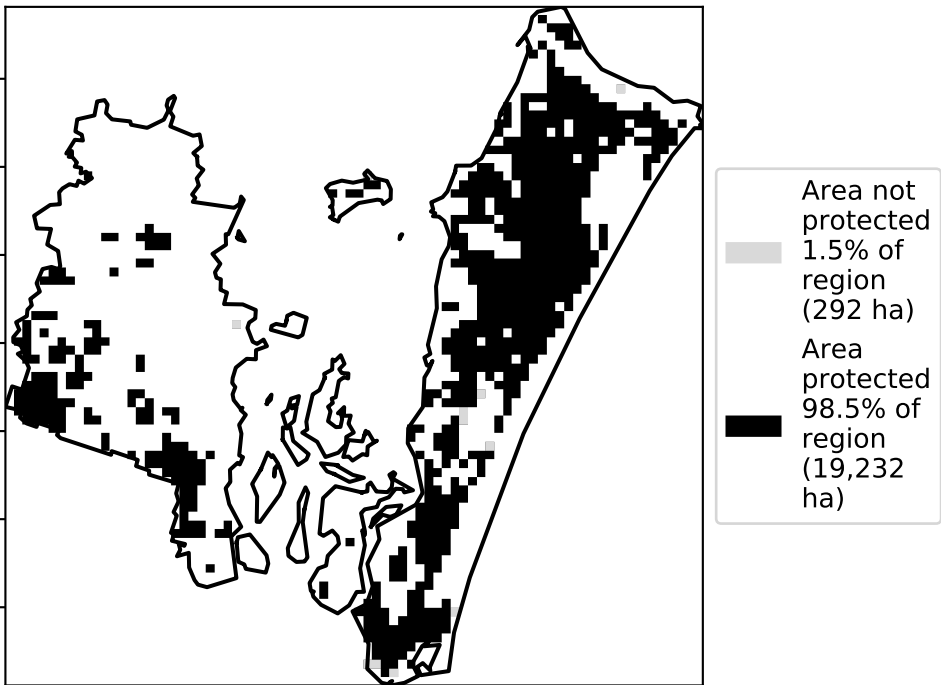 Area not
protected
1.5% of
region
(292 ha)
Area
protected
98.5% of
region
(19,232
ha)